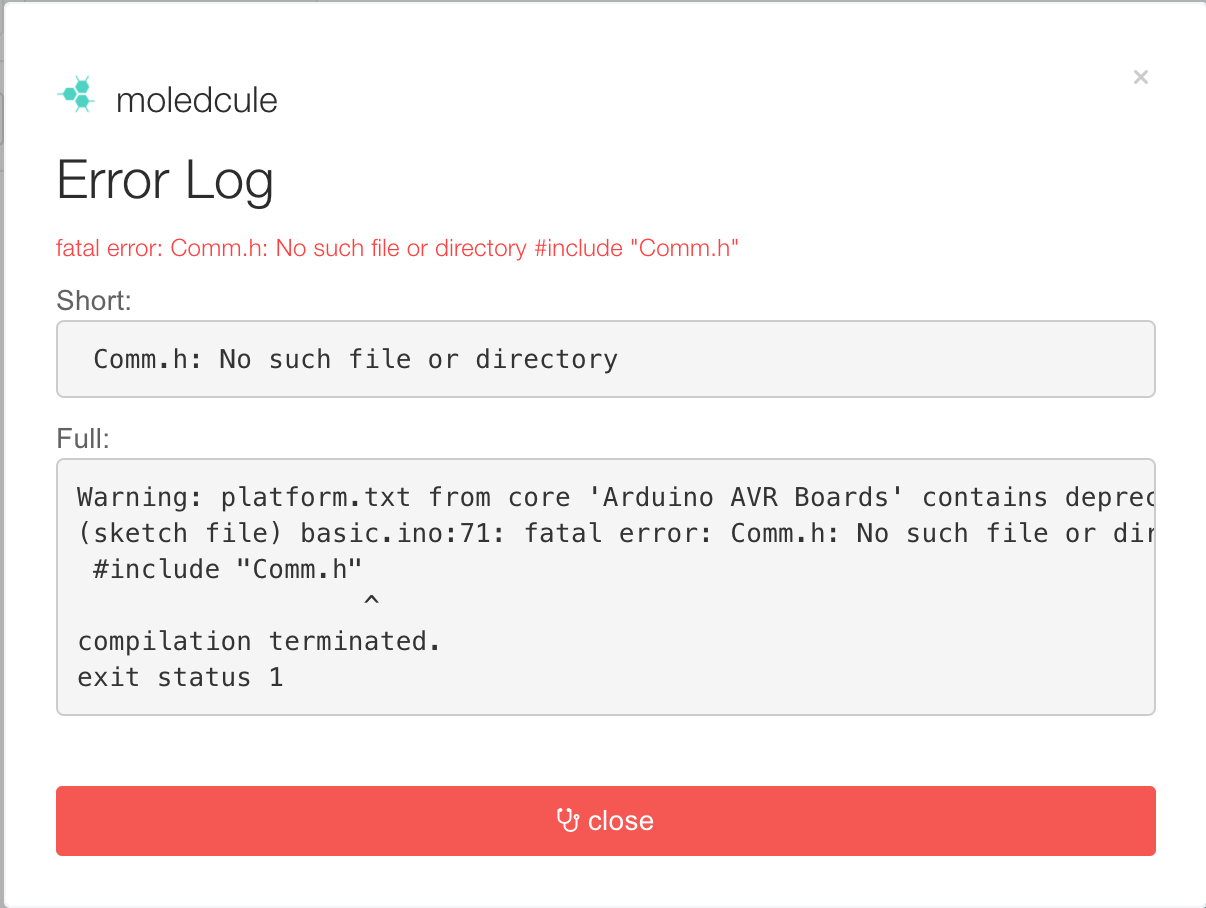 moledcule
×
Error Log
fatal error: Comm.h: No such file or directory #include "Comm.h"
Short:
Comm.h: No such file or directory
Full:
Warning: platform.txt from core 'Arduino AVR Boards' contains deprec
(sketch file) basic.ino:71: fatal error: Comm.h: No such file or dir
#include "Comm.h"
^
compilation terminated.
exit status 1
close